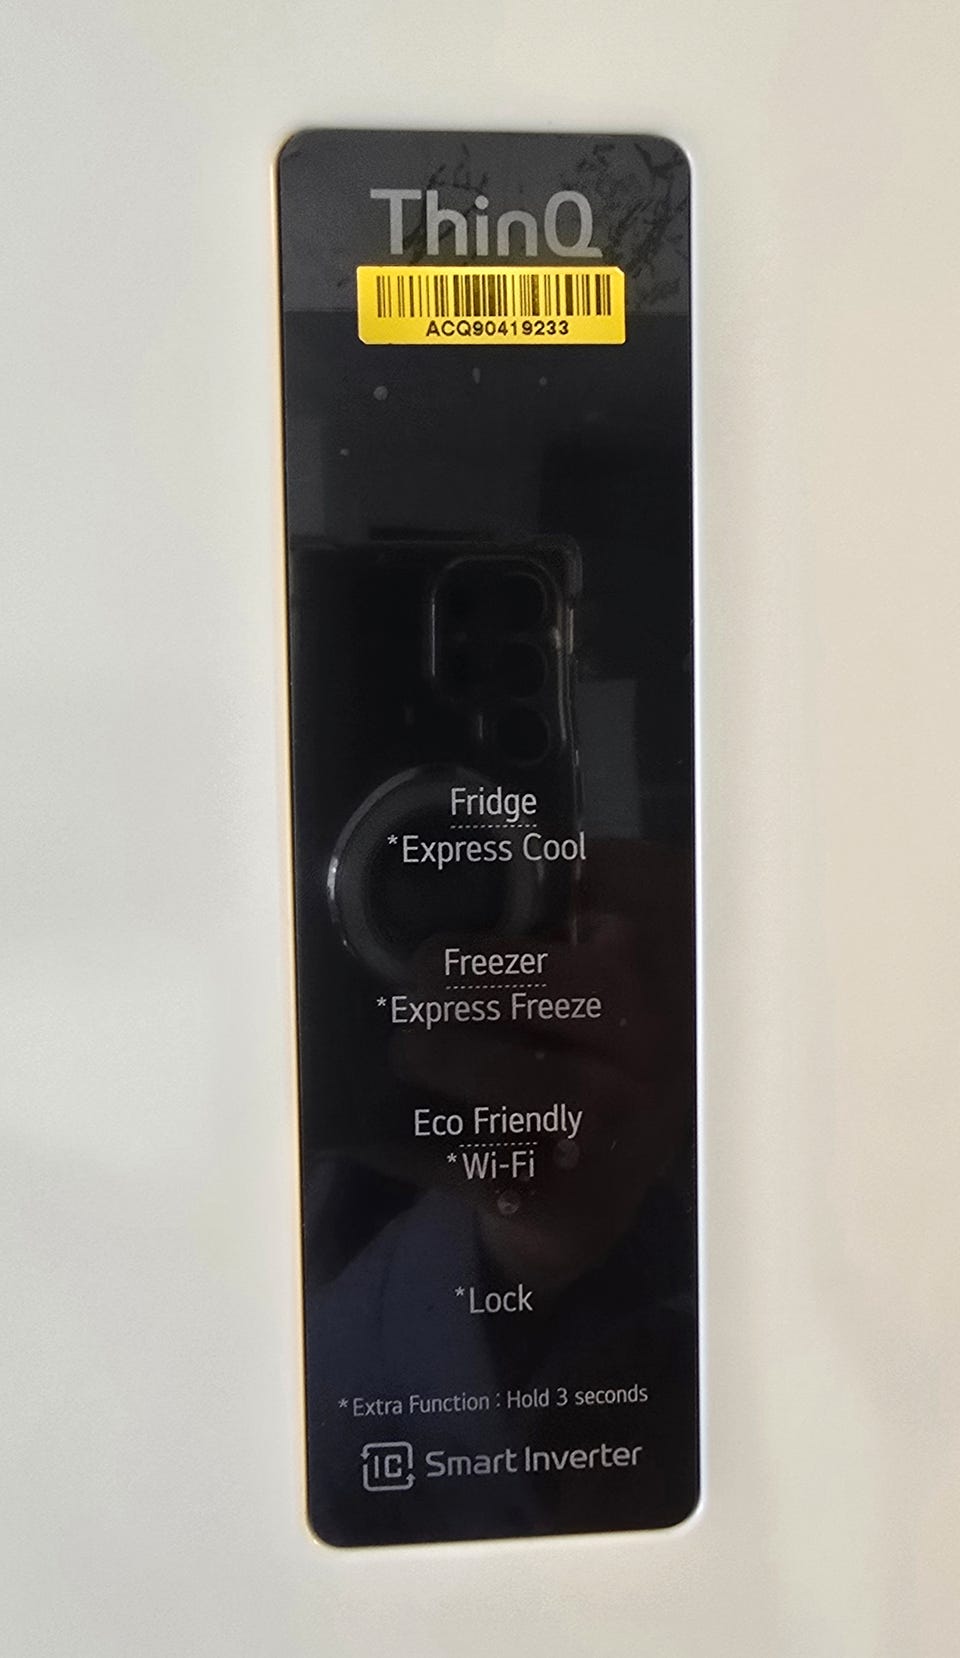 ThinQ
ACQ90419233
Fridge
*Express Cool
Freezer
*Express Freeze
Eco Friendly
*Wi-Fi
*Lock
*Extra Function : Hold 3 seconds
IC Smart Inverter